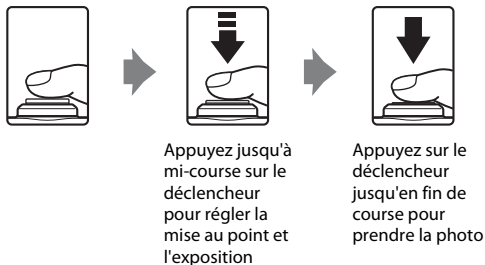 Appuyez jusqu'à
mi-course sur le
déclencheur
pour régler la
mise au point et
l'exposition
Appuyez sur le
déclencheur
jusqu'en fin de
course pour
prendre la photo